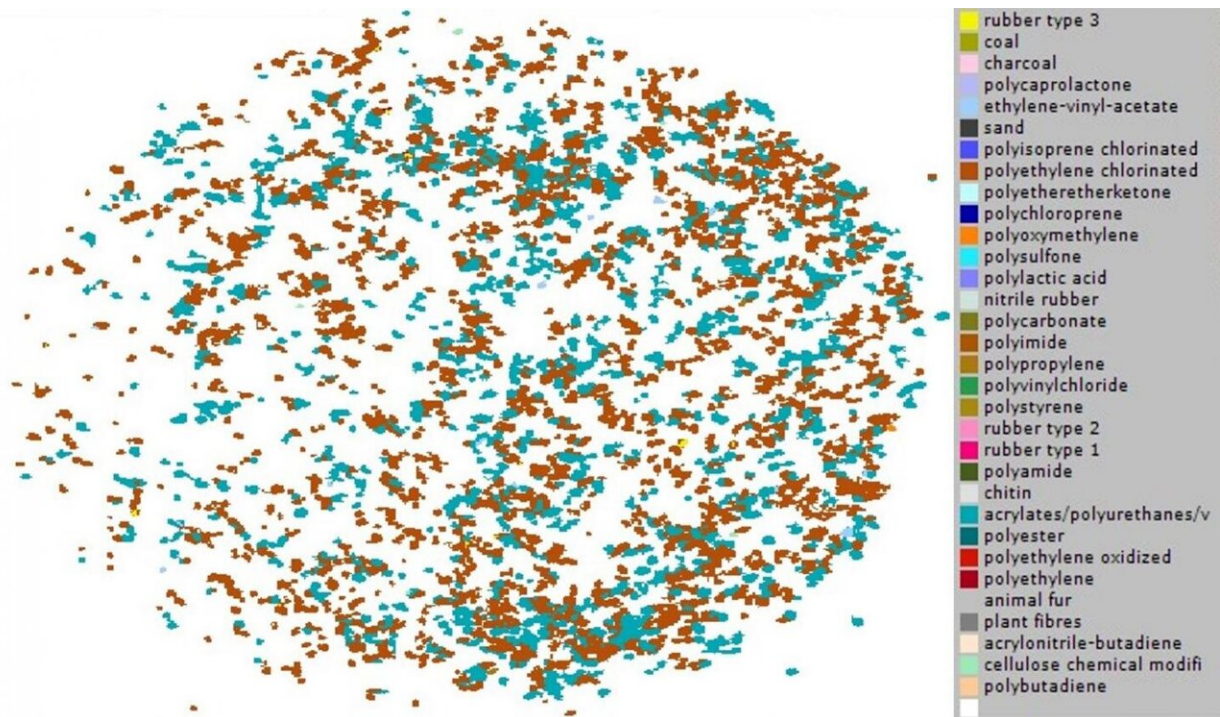 rubber type 3
coal
charcoal
polycaprolactone
ethylene-vinyl-acetate
sand
polyisoprene chlorinated
polyethylene chlorinated
polyetheretherketone
polychloroprene
polyoxymethylene
polysulfone
polylactic acid
nitrile rubber
polycarbonate
polyimide
polypropylene
polyvinylchloride
polystyrene
rubber type 2
rubber type 1
polyamide
chitin
acrylates/polyurethanes/v
polyester
polyethylene oxidized
polyethylene
animal fur
plant fibres
acrylonitrile-butadiene
cellulose chemical modifi
polybutadiene